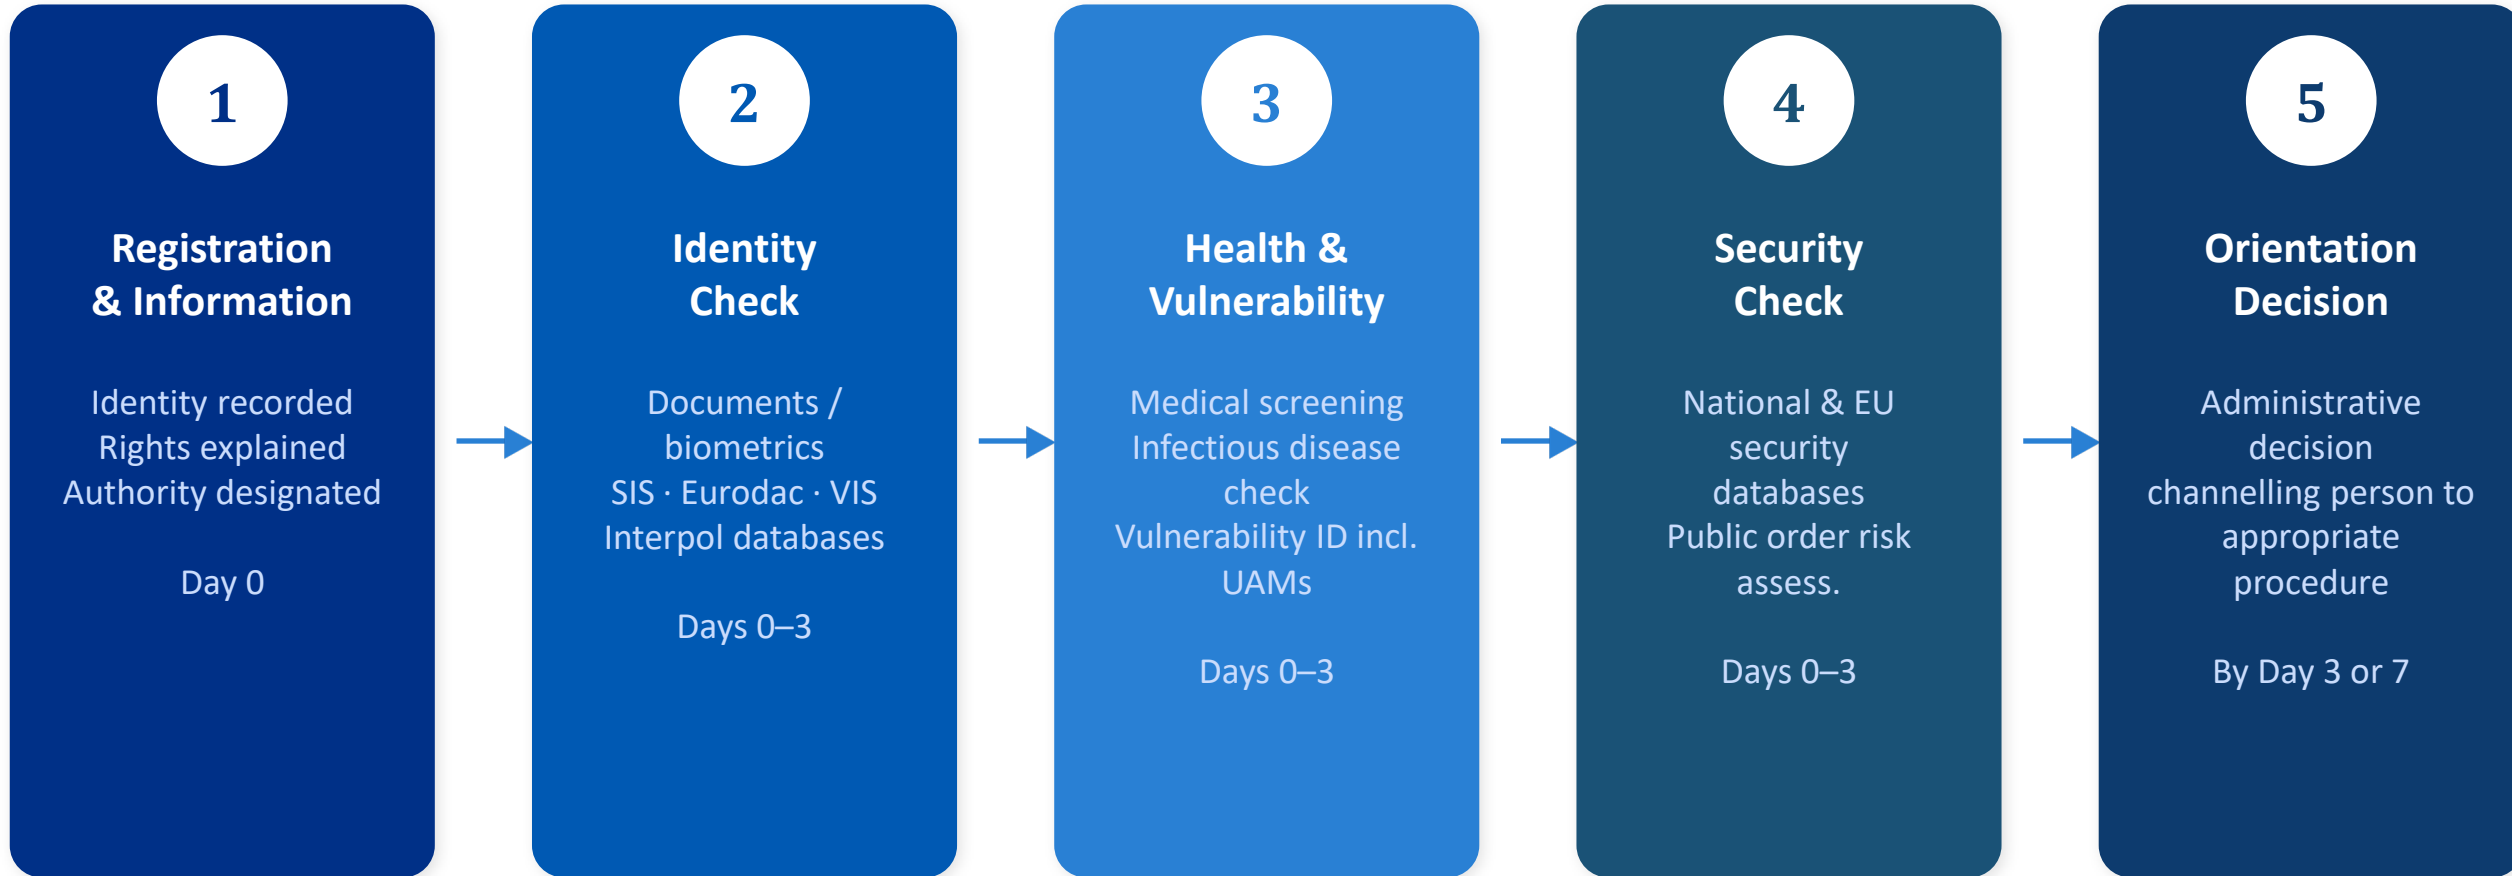 1
Registration
& Information
Identity recorded
Rights explained
Authority designated
Day 0
2
Identity
Check
Documents /
biometrics
SIS · Eurodac · VIS
Interpol databases
Days 0–3
3
Health &
Vulnerability
Medical screening
Infectious disease
check
Vulnerability ID incl.
UAMs
Days 0–3
4
Security
Check
National & EU
security
databases
Public order risk
assess.
Days 0–3
5
Orientation
Decision
Administrative
decision
channelling person to
appropriate
procedure
By Day 3 or 7